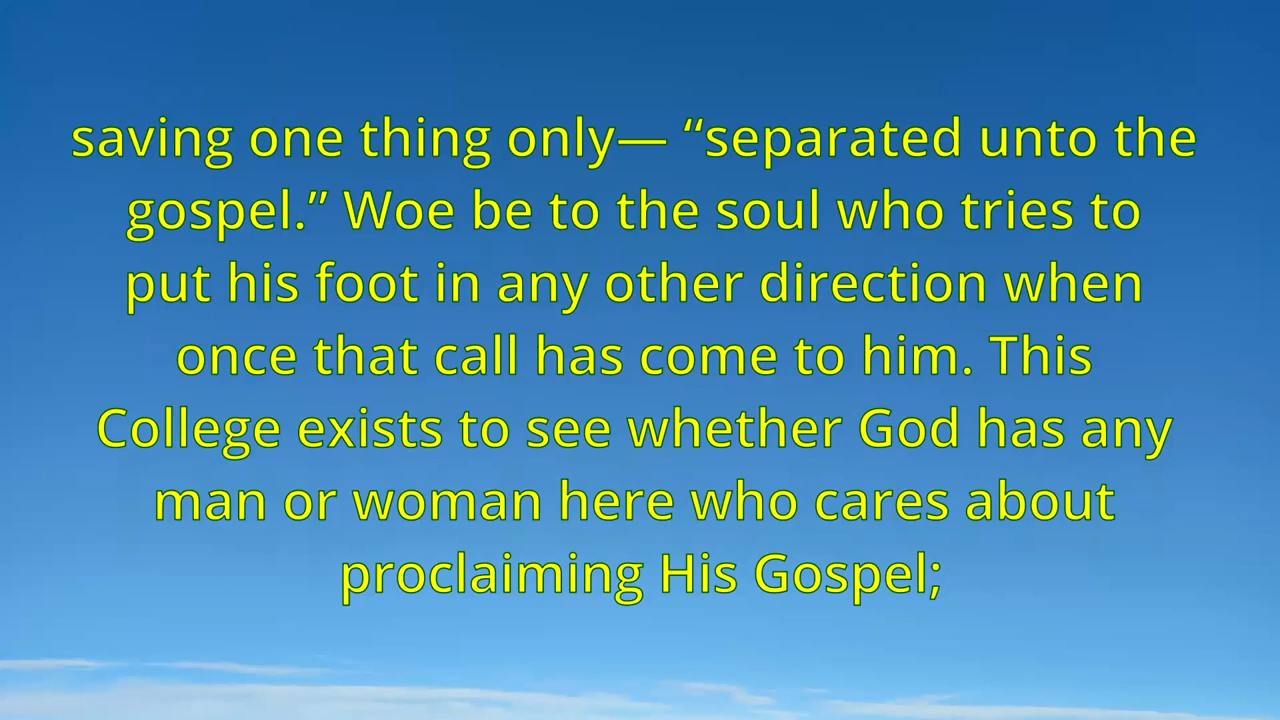 saving one thing only— “separated unto the
gospel.” Woe be to the soul who tries to
put his foot in any other direction when
once that call has come to him. This
College exists to see whether God has any
man or woman here who cares about
proclaiming His Gospel;